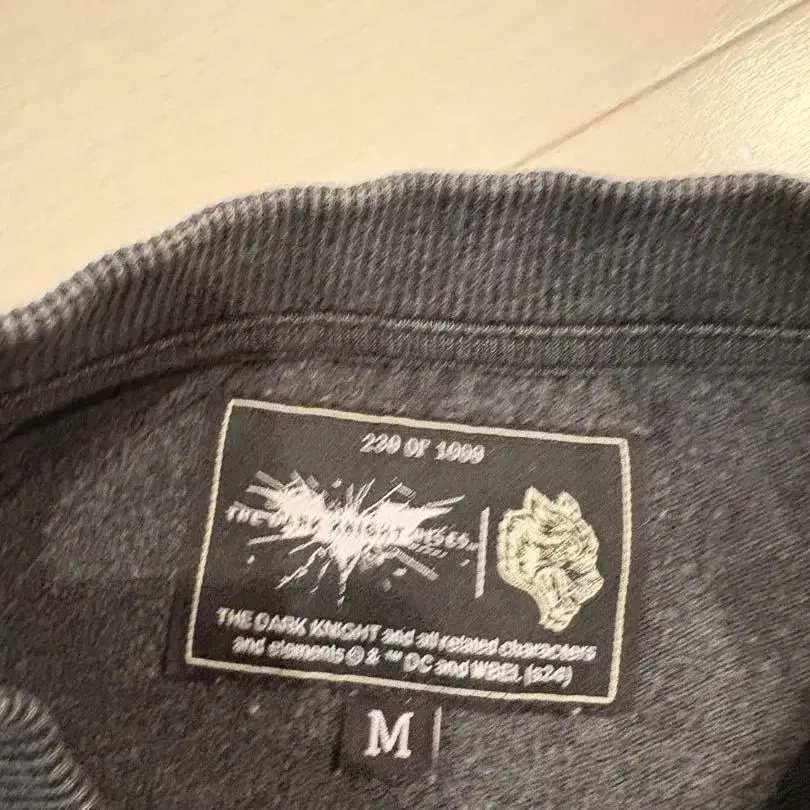 239 OF 1000
THE DARK KNIGHT RISES
THE DARK KNIGHT and all related characters
and elements © & ™ DC and WBEI. (s24)
M